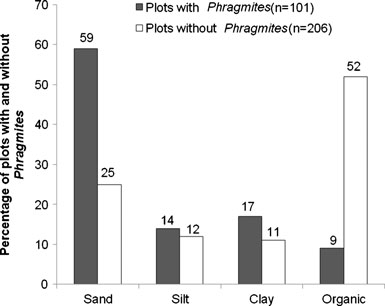 Plots with Phragmites(n=101)
Plots without Phragmites(n=206)
Percentage of plots with and without
Phragmites
70
60
50
40
30
20
10
0
59
25
14
12
17
11
9
52
Sand
Silt
Clay
Organic